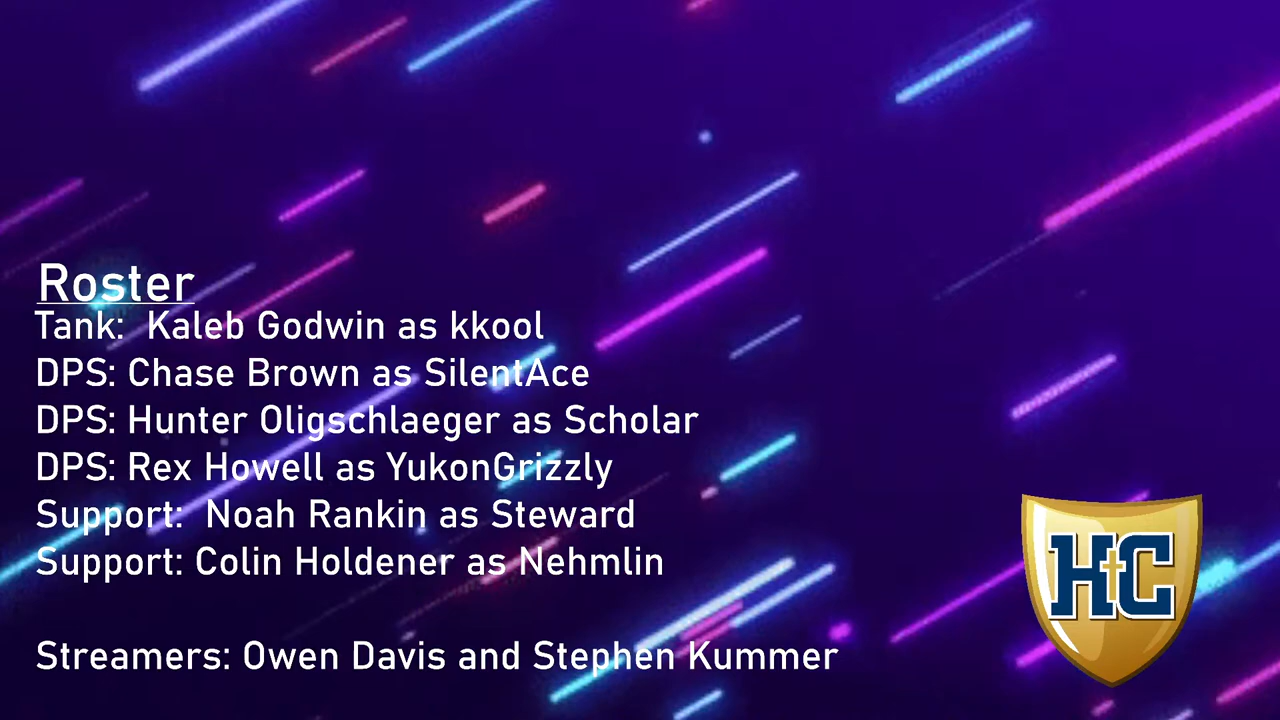 Roster
Tank:  Kaleb Godwin as kkool
DPS: Chase Brown as SilentAce
DPS: Hunter Oligschlaeger as Scholar
DPS: Rex Howell as YukonGrizzly
Support:  Noah Rankin as Steward
Support: Colin Holdener as Nehmlin
Streamers: Owen Davis and Stephen Kummer
HC